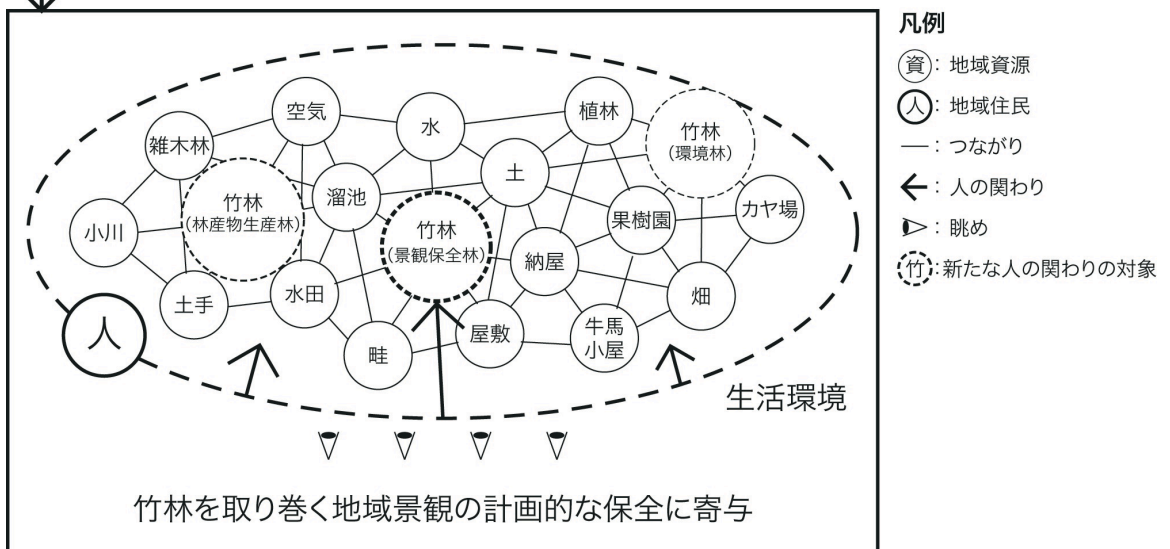 空気
水
植林
雑木林
竹林
(環境林)
土
溜池
竹林
(林産物生産林)
果樹園
カヤ場
小川
竹林
(景観保全林)
納屋
土手
水田
畑
人
畦
屋敷
牛馬
小屋
生活環境
竹林を取り巻く地域景観の計画的な保全に寄与
凡例
資：地域資源
人：地域住民
：つながり
：人の関わり
：眺め
竹：新たな人の関わりの対象